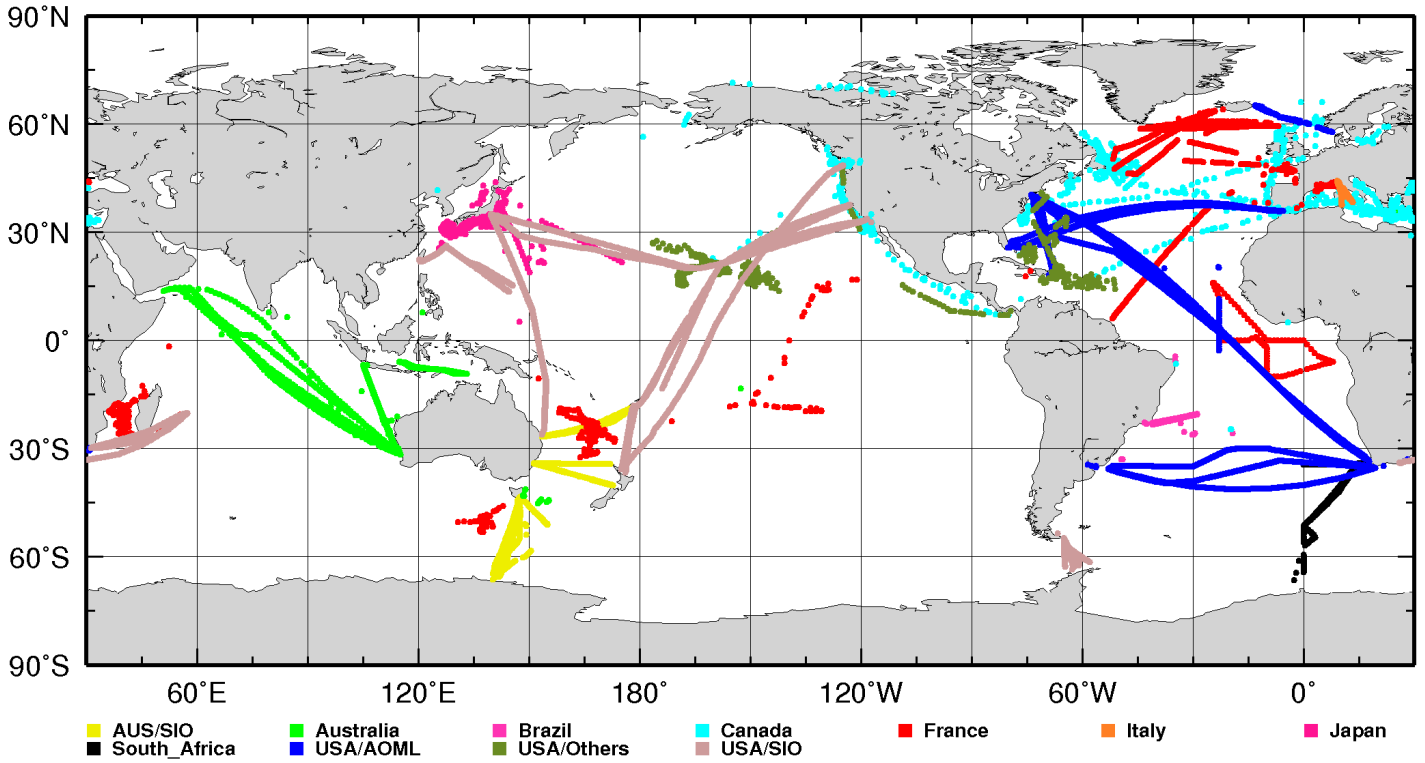 90°N
60°N
30°N
0°
30°S
60°S
90°S
60°E 120°E 180° 120°W 60°W 0°
AUS/SIO Australia Brazil Canada France Italy Japan
South_Africa USA/AOML USA/Others USA/SIO